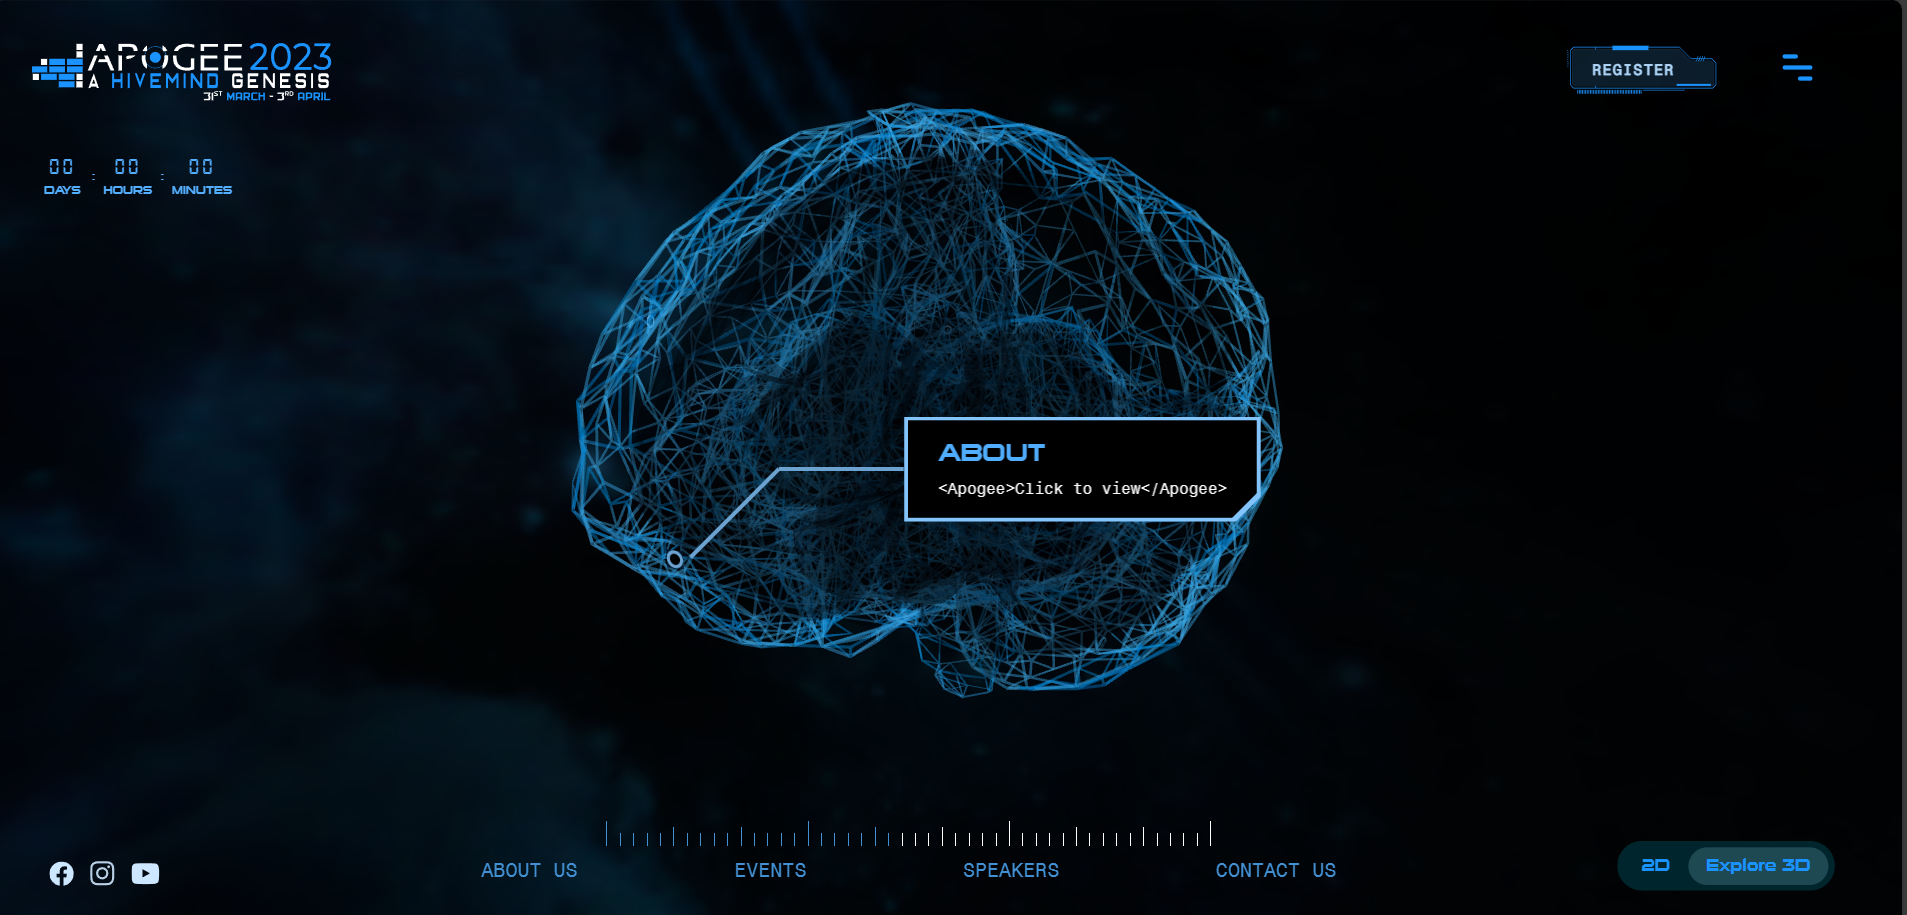 APOGEE 2023
A HIVEMIND GENESIS
31ST MARCH - 3RD APRIL
REGISTER
00 : 00 : 00
DAYS HOURS MINUTES
ABOUT
<Apogee>Click to view</Apogee>
ABOUT US
EVENTS
SPEAKERS
CONTACT US
2D
Explore 3D